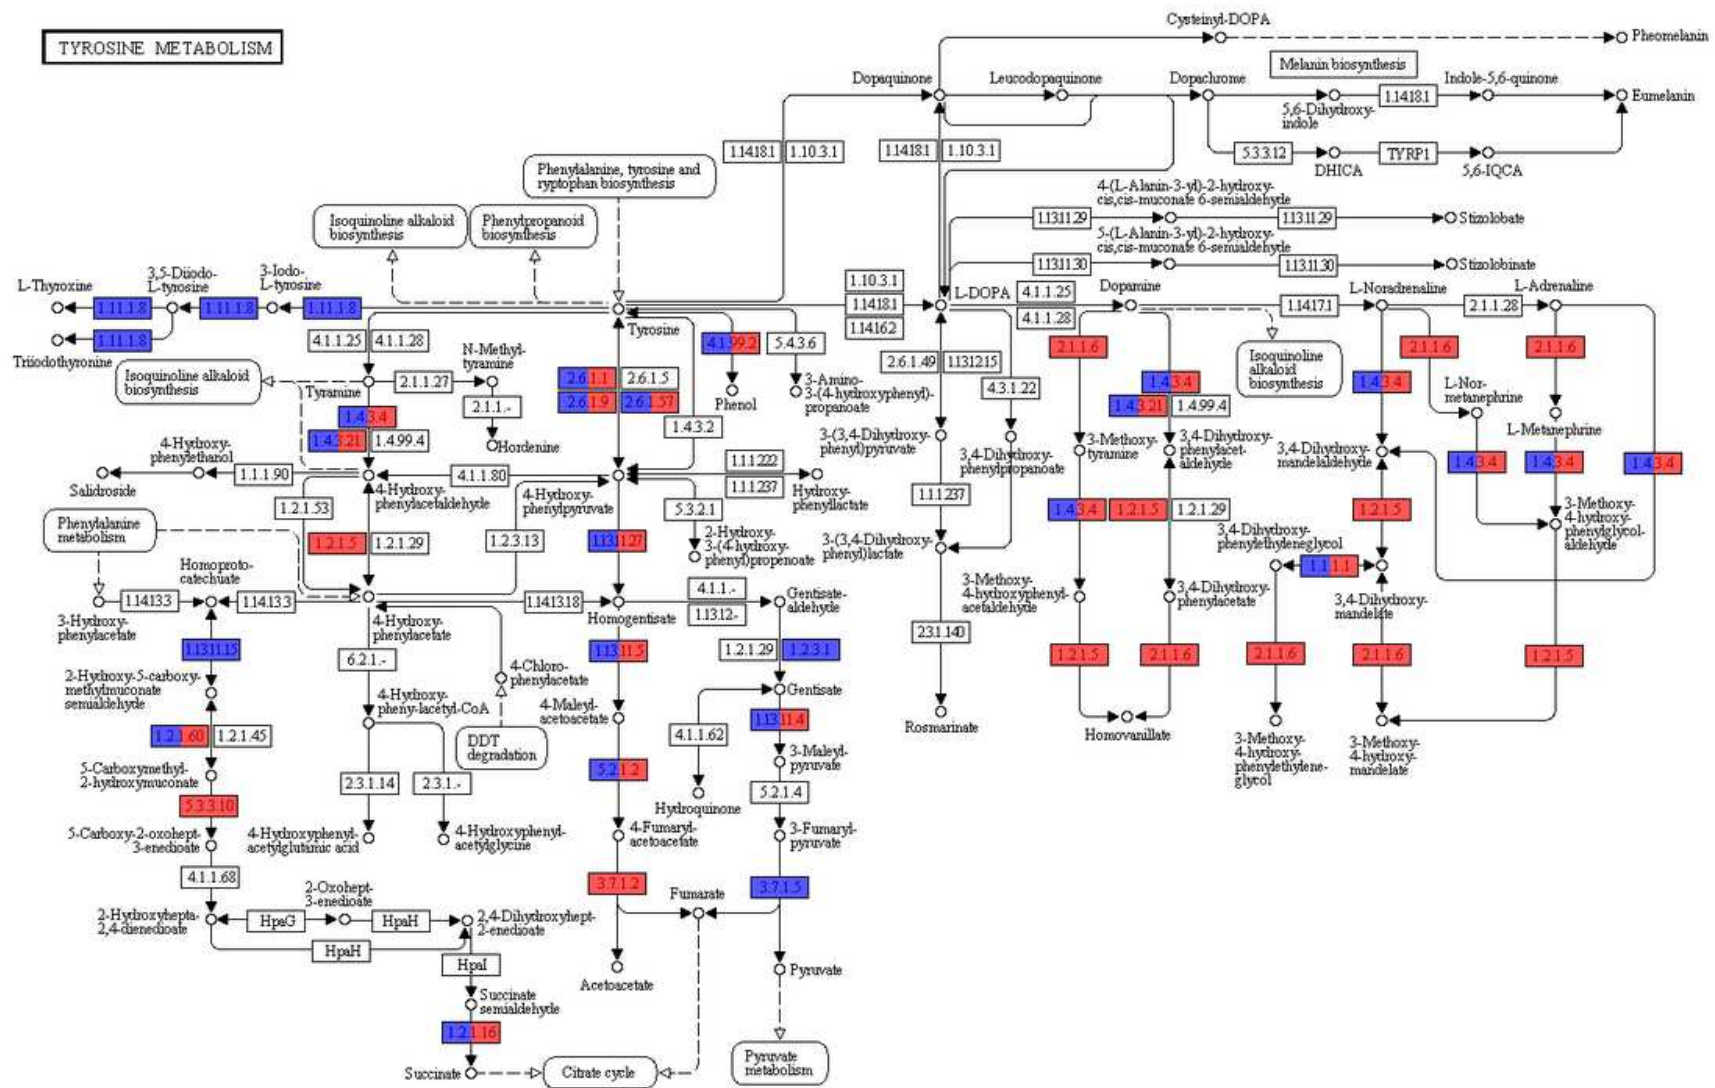 TYROSINE METABOLISM
Cysteinyl-DOPA
Pheomelanin
Melanin biosynthesis
Dopaquinone
Leucodopaquinone
Dopachrome
Indole-5,6-quinone
1.14.18.1
Eumelanin
5,6-Dihydroxy-
indole
1.14.18.1
1.10.3.1
1.14.18.1
1.10.3.1
5.3.3.12
TYRP1
DHICA
5,6-IQCA
Phenylalanine, tyrosine and
ryptophan biosynthesis
4-(L-Alanin-3-yl)-2-hydroxy-
cis,cis-muconate 6-semialdehyde
1.13.11.29
1.13.11.29
Stizolobate
5-(L-Alanin-3-yl)-2-hydroxy-
cis,cis-muconate 6-semialdehyde
1.13.11.30
1.13.11.30
Stizolobinate
Isoquinoline alkaloid
biosynthesis
Phenylpropanoid
biosynthesis
L-Thyroxine
3,5-Diiodo-
L-tyrosine
3-Iodo-
L-tyrosine
1.11.1.8
1.11.1.8
1.11.1.8
1.11.1.8
Triiodothyronine
Tyrosine
1.10.3.1
1.14.18.1
1.14.16.2
L-DOPA
4.1.1.25
4.1.1.28
Dopamine
1.14.17.1
L-Noradrenaline
2.1.1.28
L-Adrenaline
4.1.1.25
4.1.1.28
4.1.99.2
5.4.3.6
2.6.1.49
1.13.12.15
2.1.1.6
2.1.1.6
2.1.1.6
Isoquinoline
alkaloid
biosynthesis
Isoquinoline alkaloid
biosynthesis
Tyramine
2.1.1.27
N-Methyl-
tyramine
2.1.1.-
Hordenine
2.6.1.1
2.6.1.5
2.6.1.9
2.6.1.57
Phenol
3-Amino-
3-(4-hydroxyphenyl)-
propanoate
4.3.1.22
1.4.3.4
1.4.3.21
1.4.99.4
1.4.3.4
L-Nor-
metanephrine
L-Metanephrine
1.4.3.4
1.4.3.21
1.4.99.4
1.4.3.2
3-(3,4-Dihydroxy-
phenyl)pyruvate
3,4-Dihydroxy-
phenylpropanoate
3-Methoxy-
tyramine
3,4-Dihydroxy-
phenylacet-
aldehyde
3,4-Dihydroxy-
mandelaldehyde
1.4.3.4
1.4.3.4
1.4.3.4
4-Hydroxy-
phenylethanol
1.1.1.90
Salidroside
4-Hydroxy-
phenylacetaldehyde
4.1.1.80
4-Hydroxy-
phenylpyruvate
1.1.1.222
1.1.1.237
Hydroxy-
phenyllactate
1.1.1.237
1.4.3.4
1.2.1.5
1.2.1.29
1.2.1.5
3-Methoxy-
4-hydroxy-
phenylglycol-
aldehyde
Phenylalanine
metabolism
1.2.1.53
1.2.1.5
1.2.1.29
1.2.3.13
1.13.11.27
5.3.2.1
2-Hydroxy-
3-(4-hydroxy-
phenyl)propenoate
3-(3,4-Dihydroxy-
phenyl)lactate
3,4-Dihydroxy-
phenylethyleneglycol
1.1.1.1
Homoproto-
catechuate
3-Hydroxy-
phenylacetate
1.14.13.3
1.14.13.3
4-Hydroxy-
phenylacetate
1.14.13.18
Homogentisate
4.1.1.-
1.13.12.-
Gentisate-
aldehyde
3-Methoxy-
4-hydroxyphenyl-
acetaldehyde
3,4-Dihydroxy-
phenylacetate
3,4-Dihydroxy-
mandelate
1.13.11.15
6.2.1.-
4-Chloro-
phenylacetate
1.13.11.5
1.2.1.29
1.2.3.1
2.3.1.140
1.2.1.5
2.1.1.6
2.1.1.6
2.1.1.6
1.2.1.5
2-Hydroxy-5-carboxy-
methylmuconate
semialdehyde
4-Hydroxy-
pheny-lacetyl-CoA
4-Maleyl-
acetoacetate
Gentisate
1.13.11.4
Rosmarinate
Homovanillate
3-Methoxy-
4-hydroxy-
phenylethylene-
glycol
3-Methoxy-
4-hydroxy-
mandelate
1.2.1.60
1.2.1.45
DDT
degradation
4.1.1.62
3-Maleyl-
pyruvate
5-Carboxymethyl-
2-hydroxymuconate
2.3.1.14
2.3.1.-
5.2.1.2
Hydroquinone
5.2.1.4
5.3.3.10
5-Carboxy-2-oxohept-
3-enedioate
4-Hydroxyphenyl-
acetylglutamic acid
4-Hydroxyphenyl-
acetylglycine
4-Fumaryl-
acetoacetate
3-Fumaryl-
pyruvate
4.1.1.68
3.7.1.2
Fumarate
3.7.1.5
2-Hydroxyhepta-
2,4-dienedioate
HpaG
2-Oxohept-
3-enedioate
HpaH
2,4-Dihydroxyhept-
2-enedioate
HpaH
HpaI
Acetoacetate
Pyruvate
Succinate
semialdehyde
1.2.1.16
Succinate
Citrate cycle
Pyruvate
metabolism